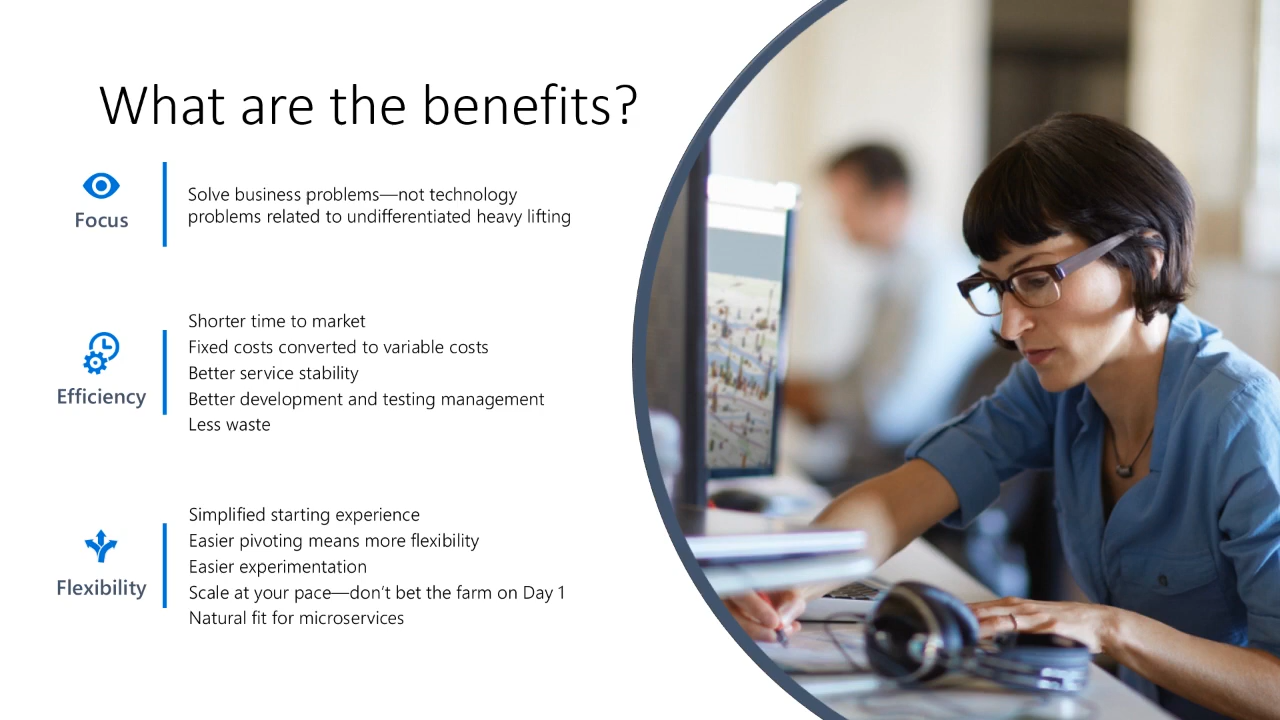 What are the benefits?
Focus
Solve business problems—not technology
problems related to undifferentiated heavy lifting
Efficiency
Shorter time to market
Fixed costs converted to variable costs
Better service stability
Better development and testing management
Less waste
Flexibility
Simplified starting experience
Easier pivoting means more flexibility
Easier experimentation
Scale at your pace—don’t bet the farm on Day 1
Natural fit for microservices